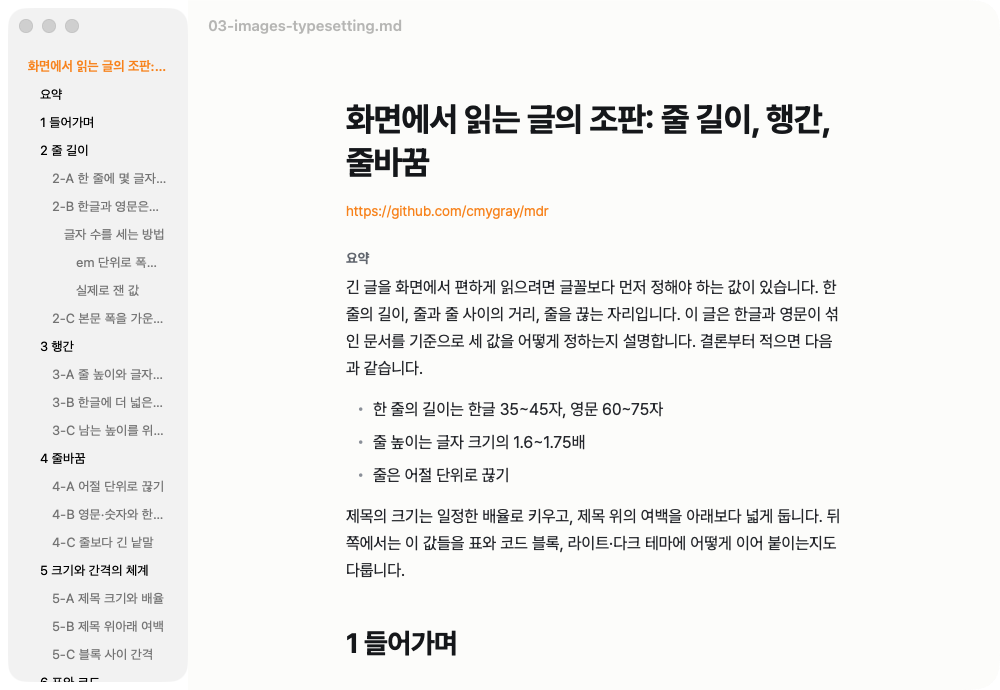 03-images-typesetting.md
화면에서 읽는 글의 조판:...
요약
1 들어가며
2 줄 길이
2-A 한 줄에 몇 글자...
2-B 한글과 영문은...
글자 수를 세는 방법
em 단위로 폭...
실제로 잰 값
2-C 본문 폭을 가운...
3 행간
3-A 줄 높이와 글자...
3-B 한글에 더 넓은...
3-C 남는 높이를 위...
4 줄바꿈
4-A 어절 단위로 끊기
4-B 영문·숫자와 한...
4-C 줄보다 긴 낱말
5 크기와 간격의 체계
5-A 제목 크기와 배율
5-B 제목 위아래 여백
5-C 블록 사이 간격
화면에서 읽는 글의 조판: 줄 길이, 행간,
줄바꿈
https://github.com/cmygray/mdr
요약
긴 글을 화면에서 편하게 읽으려면 글꼴보다 먼저 정해야 하는 값이 있습니다. 한
줄의 길이, 줄과 줄 사이의 거리, 줄을 끊는 자리입니다. 이 글은 한글과 영문이 섞
인 문서를 기준으로 세 값을 어떻게 정하는지 설명합니다. 결론부터 적으면 다음
과 같습니다.
• 한 줄의 길이는 한글 35~45자, 영문 60~75자
• 줄 높이는 글자 크기의 1.6~1.75배
• 줄은 어절 단위로 끊기
제목의 크기는 일정한 배율로 키우고, 제목 위의 여백을 아래보다 넓게 둡니다. 뒤
쪽에서는 이 값들을 표와 코드 블록, 라이트·다크 테마에 어떻게 이어 붙이는지도
다룹니다.
1 들어가며